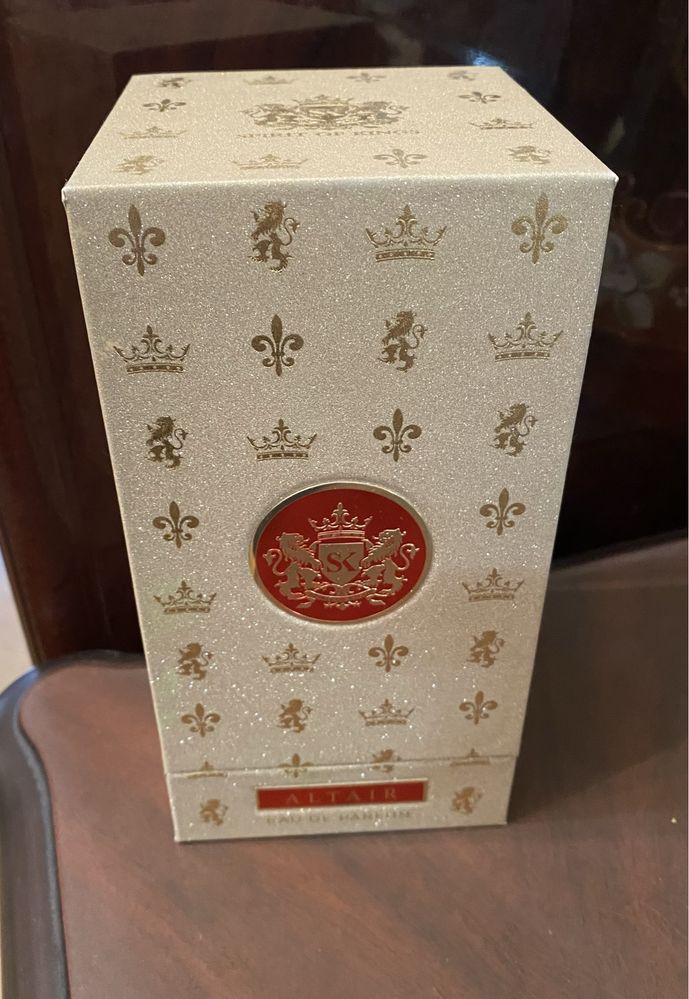 SPIRIT OF KINGS
SK
ALTAIR
EAU DE PARFUM